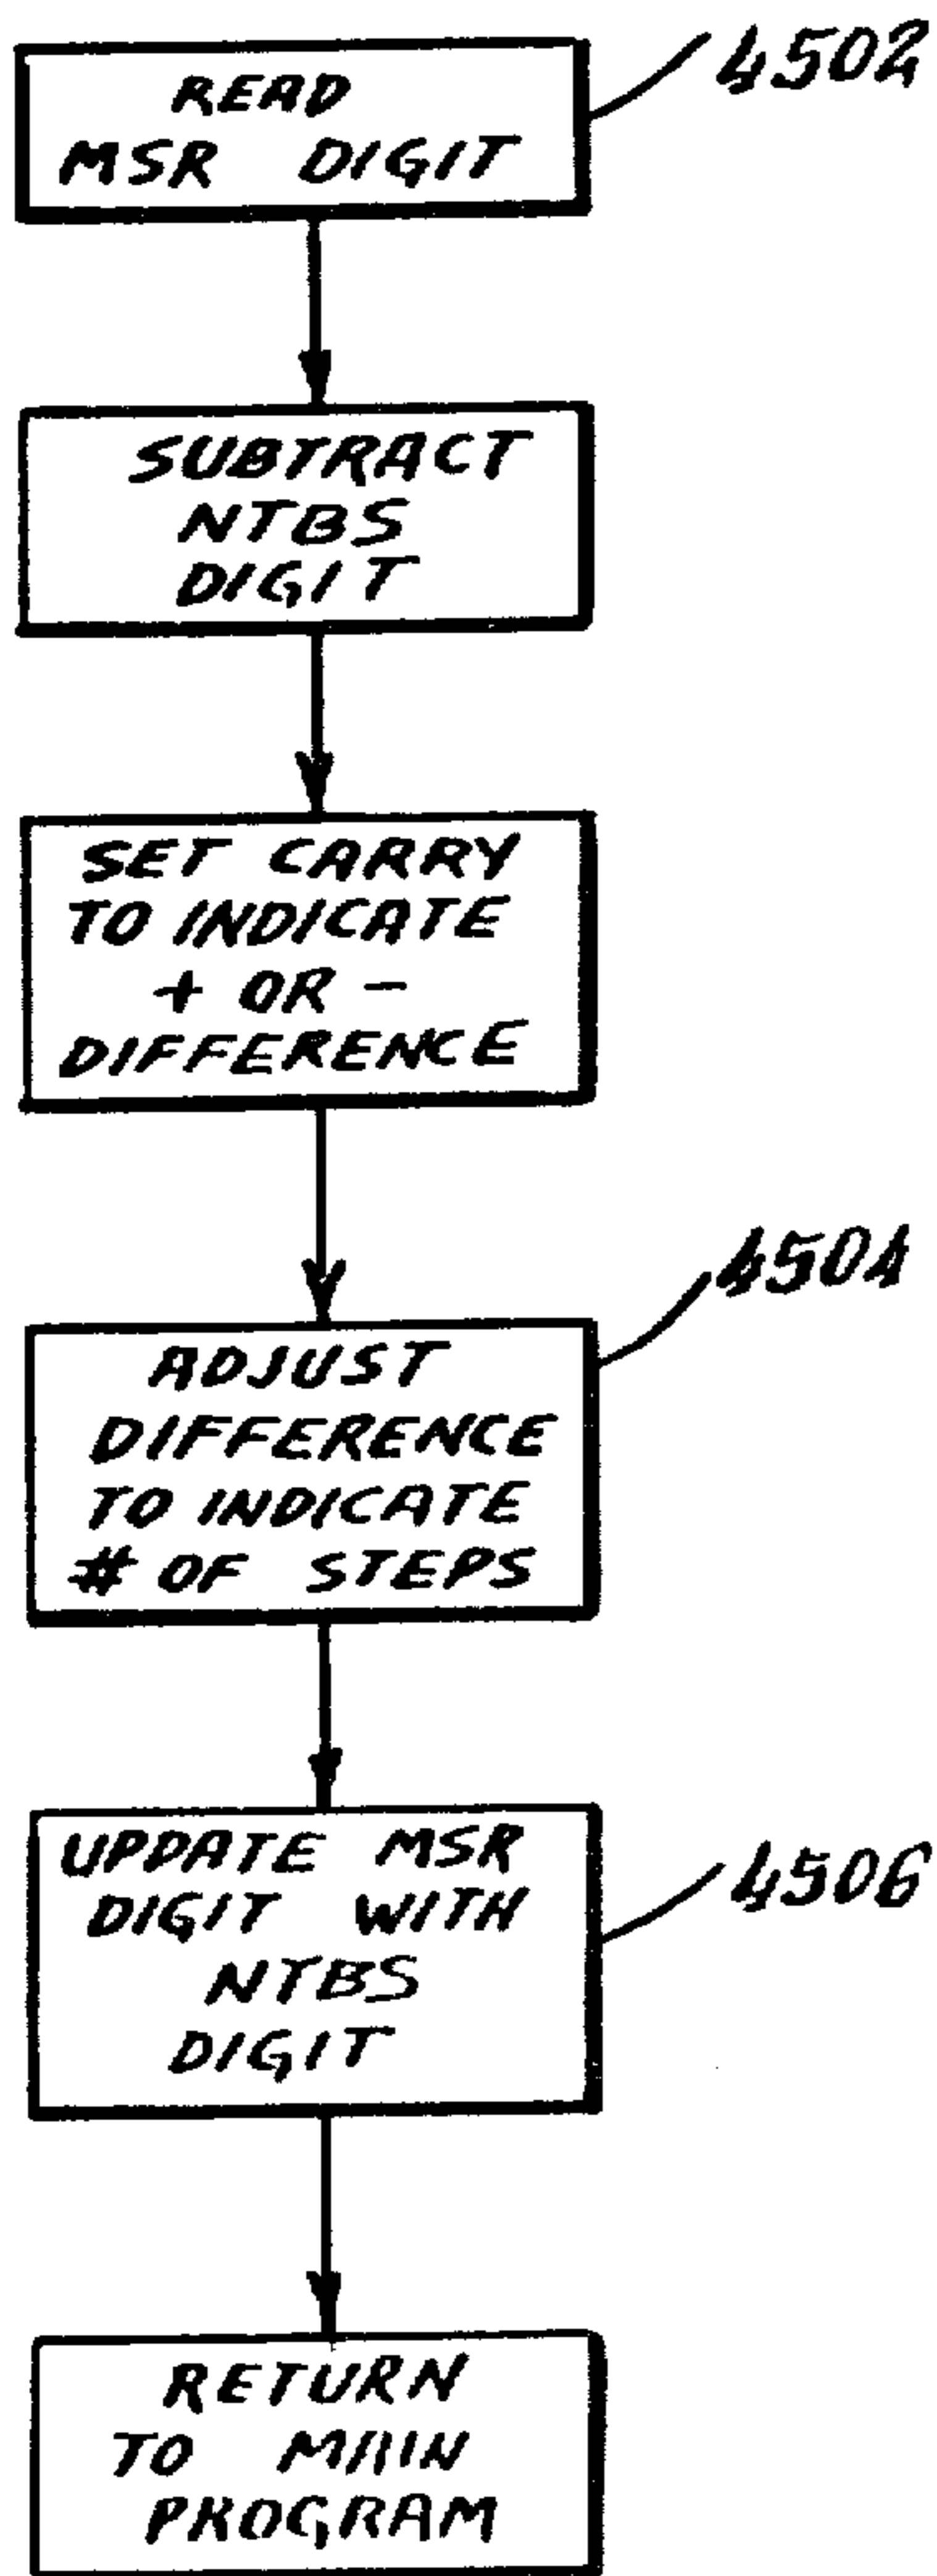 READ
MSR DIGIT
4502
SUBTRACT
NTBS
DIGIT
SET CARRY
TO INDICATE
+ OR -
DIFFERENCE
4504
ADJUST
DIFFERENCE
TO INDICATE
# OF STEPS
UPDATE MSR
DIGIT WITH
NTBS
DIGIT
4506
RETURN
TO MAIN
PROGRAM